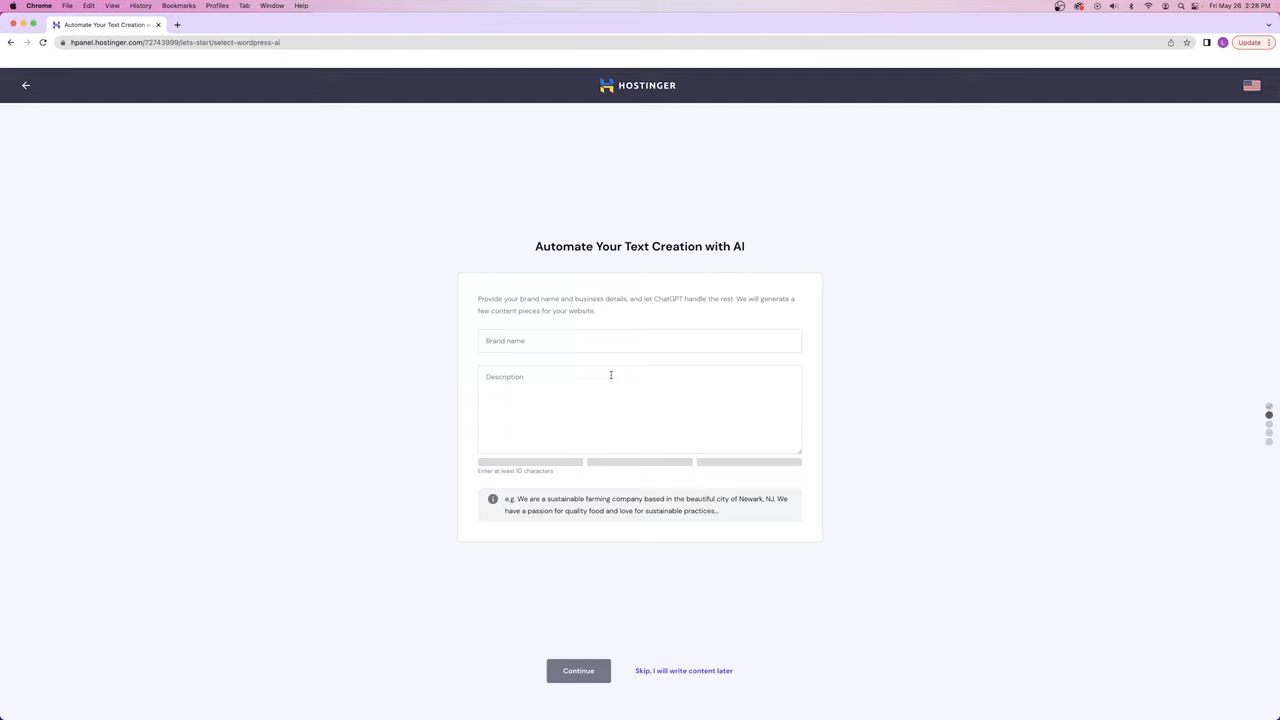 Chrome File Edit View History Bookmarks Profiles Tab Window Help Fri May 26 2:28 PM
Automate Your Text Creation w
hpanel.hostinger.com/72743999/lets-start/select-wordpress-ai
L
Update
HOSTINGER
Automate Your Text Creation with AI
Provide your brand name and business details, and let ChatGPT handle the rest. We will generate a
few content pieces for your website.
Brand name
Description
Enter at least 10 characters
e.g. We are a sustainable farming company based in the beautiful city of Newark, NJ. We
have a passion for quality food and love for sustainable practices...
Continue
Skip, I will write content later